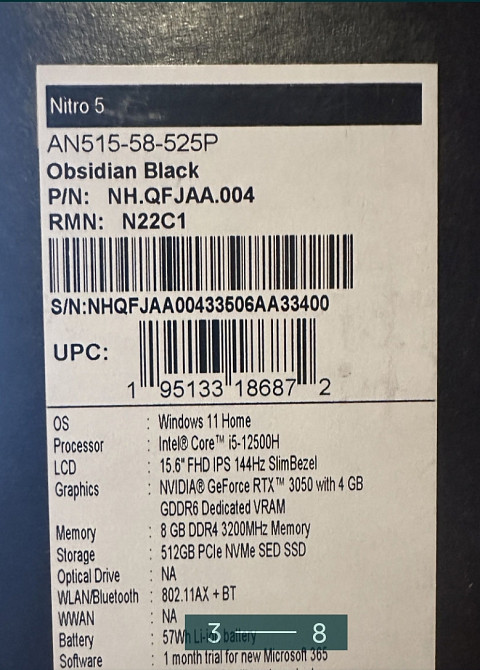 Nitro 5
AN515-58-525P
Obsidian Black
P/N: NH.QFJAA.004
RMN: N22C1
S/N:NHQFJAA00433506AA33400
UPC:
1 95133 18687 2
OS : Windows 11 Home
Processor : Intel® Core™ i5-12500H
LCD : 15.6" FHD IPS 144Hz SlimBezel
Graphics : NVIDIA® GeForce RTX™ 3050 with 4 GB
GDDR6 Dedicated VRAM
Memory : 8 GB DDR4 3200MHz Memory
Storage : 512GB PCIe NVMe SED SSD
Optical Drive : NA
WLAN/Bluetooth : 802.11AX + BT
WWAN : NA
Battery : 57Wh Li-ion battery
3 — 8
Software : 1 month trial for new Microsoft 365